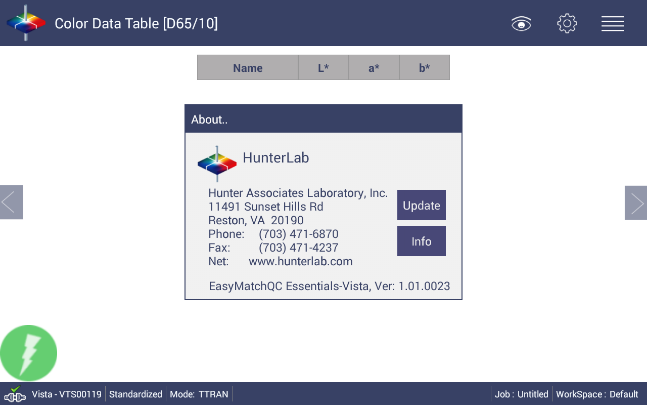 Color Data Table [D65/10]
Name L* a* b*
About..
HunterLab
Hunter Associates Laboratory, Inc.
11491 Sunset Hills Rd
Reston, VA 20190
Phone: (703) 471-6870
Fax: (703) 471-4237
Net: www.hunterlab.com
Update
Info
EasyMatchQC Essentials-Vista, Ver: 1.01.0023
Vista - VTS00119 Standardized Mode: TTRAN Job : Untitled WorkSpace : Default